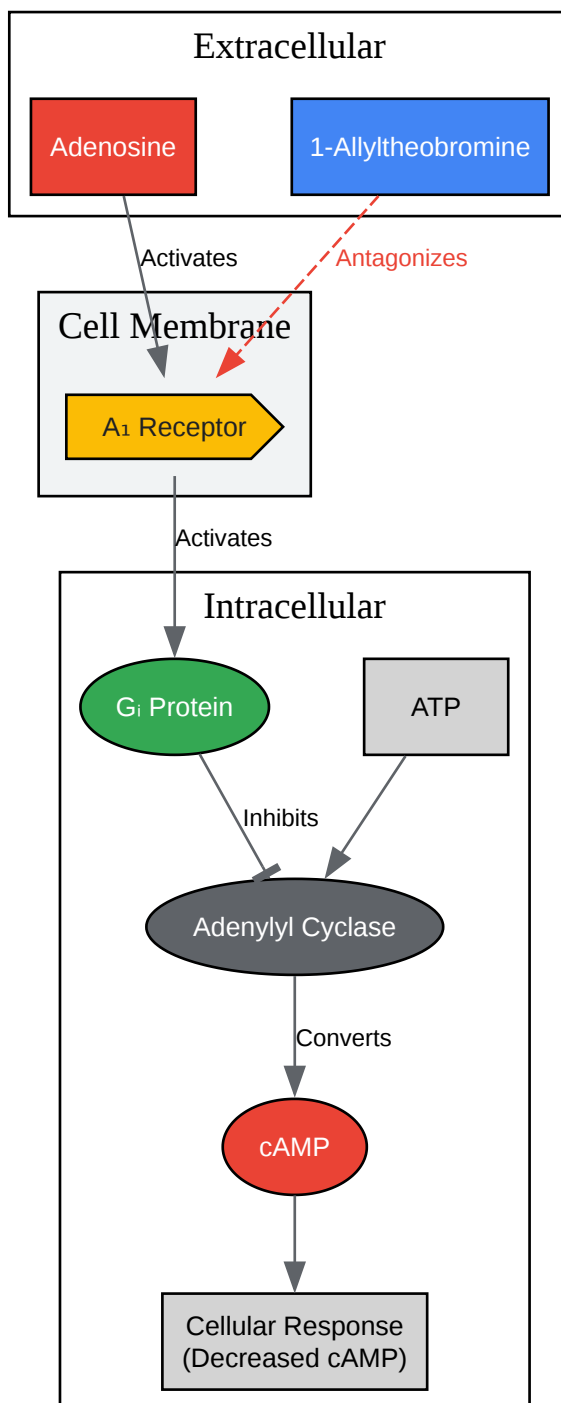 Extracellular
Adenosine
1-Allyltheobromine
Activates
Antagonizes
Cell Membrane
A₁ Receptor
Activates
Intracellular
Gᵢ Protein
ATP
Inhibits
Adenylyl Cyclase
Converts
cAMP
Cellular Response
(Decreased cAMP)